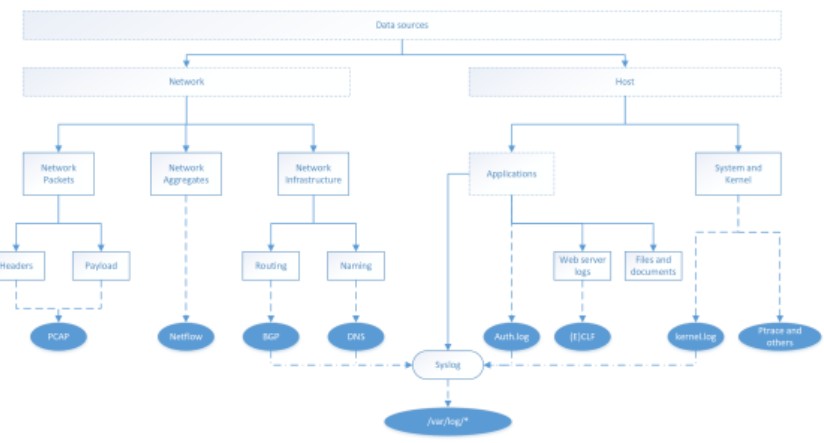 Data sources
Network
Host
Network
Packets
Network
Aggregates
Network
Infrastructure
Applications
System and
Kernel
Headers
Payload
Routing
Naming
Web server
logs
Files and
documents
PCAP
Netflow
BGP
DNS
Auth.log
(E)CLF
kernel.log
Ptrace and
others
Syslog
/var/log/*